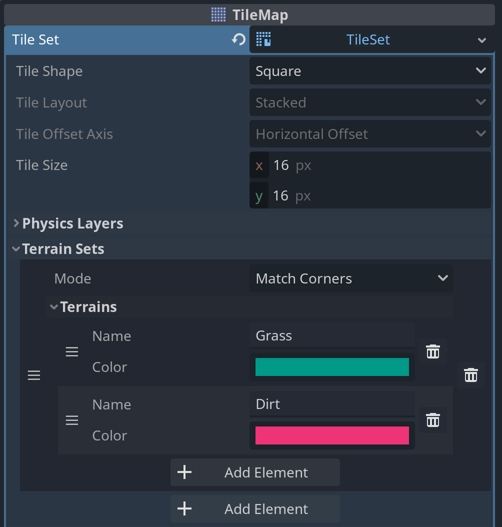 TileMap
Tile Set TileSet
Tile Shape Square
Tile Layout Stacked
Tile Offset Axis Horizontal Offset
Tile Size x 16 px
y 16 px
Physics Layers
Terrain Sets
Mode Match Corners
Terrains
Name Grass
Color
Name Dirt
Color
+ Add Element
+ Add Element